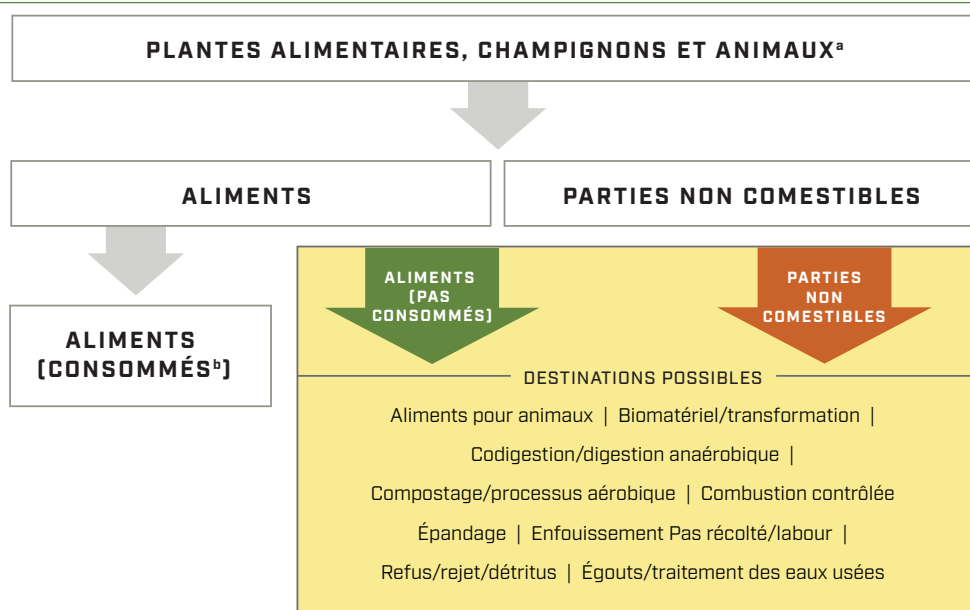 PLANTES ALIMENTAIRES, CHAMPIGNONS ET ANIMAUXᵃ
ALIMENTS
PARTIES NON COMESTIBLES
ALIMENTS
(CONSOMMÉSᵇ)
ALIMENTS
(PAS
CONSOMMÉS)
PARTIES
NON
COMESTIBLES
DESTINATIONS POSSIBLES
Aliments pour animaux | Biomatériel/transformation |
Codigestion/digestion anaérobique |
Compostage/processus aérobique | Combustion contrôlée
Épandage | Enfouissement Pas récolté/labour |
Refus/rejet/détritus | Égouts/traitement des eaux usées